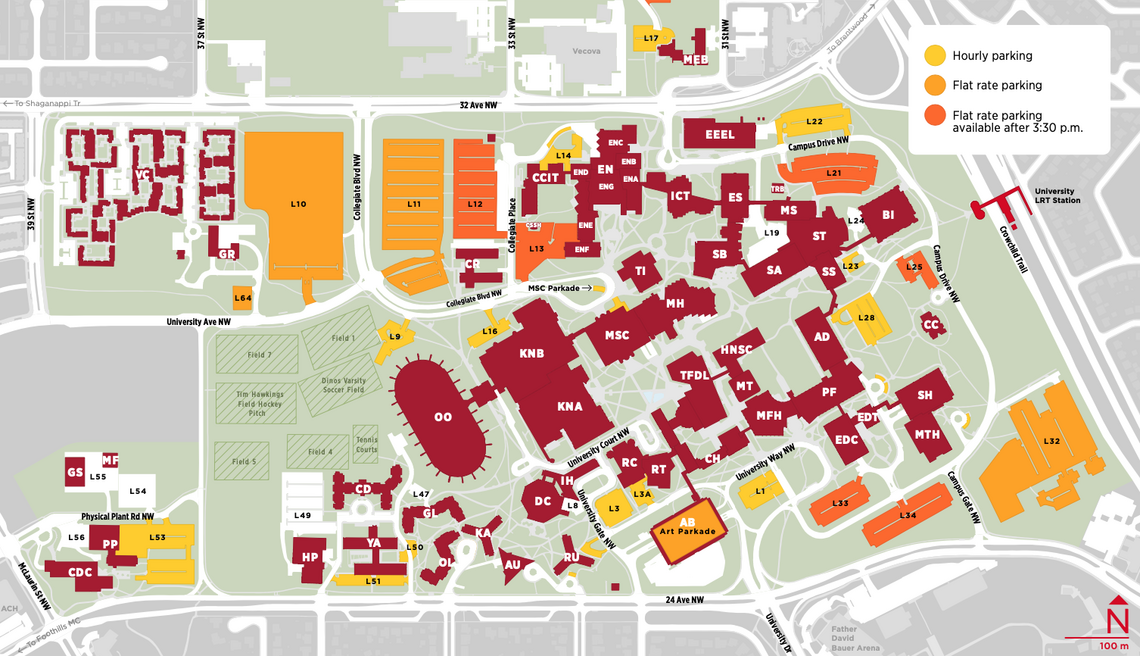 37 St NW
33 St NW
31 St NW
L17
MEB
Vecova
To Brentwood
Hourly parking
Flat rate parking
Flat rate parking
available after 3:30 p.m.
To Shaganappi Tr
32 Ave NW
L22
EEEL
Campus Drive NW
ENC
L14
ENB
EN
END
ENA
ENG
CCIT
L21
TRB
VC
ICT
ES
MS
BI
University
LRT Station
L10
L11
L12
Collegiate Blvd NW
Collegiate Place
39 St NW
CSSH
ENE
ENF
L13
L19
L24
ST
Crowchild Trail
GR
CR
SB
TI
SA
SS
L23
L25
Campus Drive NW
L64
Collegiate Blvd NW
MSC Parkade
MH
University Ave NW
L9
L16
MSC
L28
CC
AD
Field 7
Field 1
KNB
HNSC
TFDL
MT
Dinos Varsity
Soccer Field
Tim Hawkings
Field Hockey
Pitch
PF
SH
OO
KNA
MFH
EDT
EDC
MTH
L32
Field 5
Field 4
Tennis
Courts
University Court NW
CH
RC
RT
University Way NW
GS
MF
L55
L54
IH
DC
L8
L3A
L3
L1
L33
L34
Campus Gate NW
CD
L47
L49
GL
University Gate NW
AB
Art Parkade
Physical Plant Rd NW
L56
PP
L53
CDC
HP
YA
L50
L51
OL
KA
AU
RU
McLaurin St NW
24 Ave NW
University Dr
ACH
To Foothills MC
Father
David
Bauer Arena
N
100 m